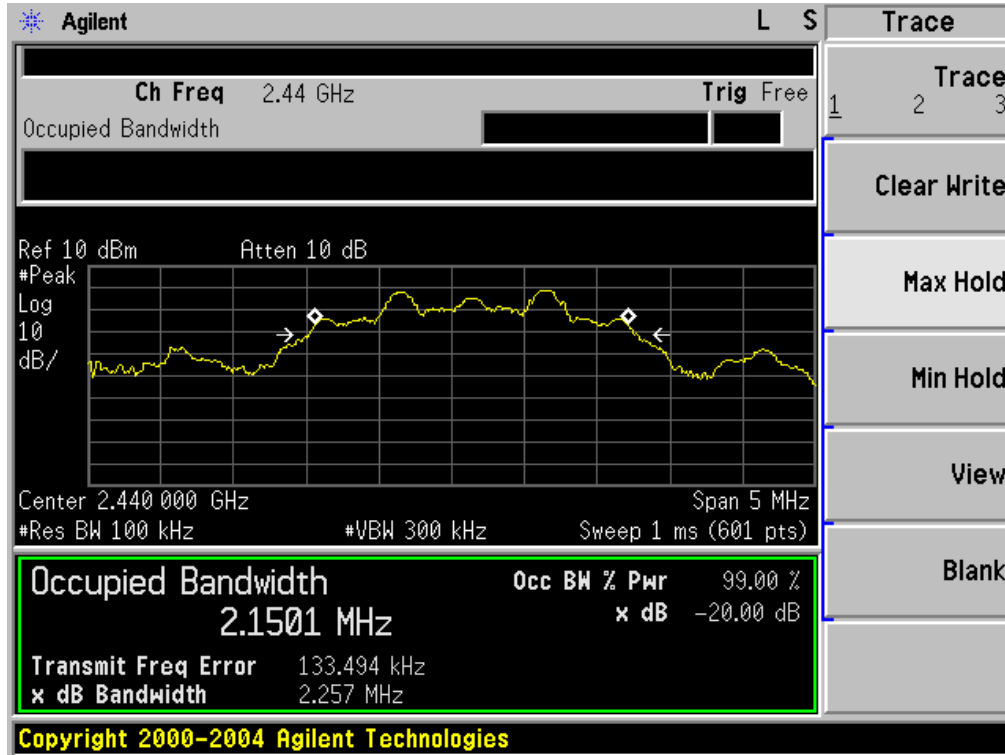 Agilent L S Trace
Ch Freq 2.44 GHz Trig Free
Occupied Bandwidth
Trace
1 2 3
Clear Write
Max Hold
Min Hold
View
Blank
Ref 10 dBm Atten 10 dB
#Peak
Log
10
dB/
Center 2.440 000 GHz Span 5 MHz
#Res BW 100 kHz #VBW 300 kHz Sweep 1 ms (601 pts)
Occupied Bandwidth Occ BW % Pwr 99.00 %
2.1501 MHz x dB -20.00 dB
Transmit Freq Error 133.494 kHz
x dB Bandwidth 2.257 MHz
Copyright 2000-2004 Agilent Technologies